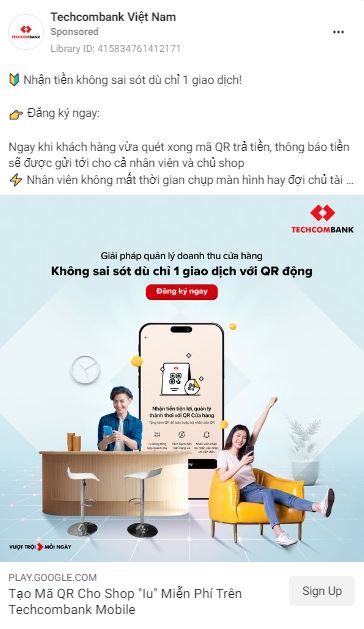 Techcombank Việt Nam
Sponsored
Library ID: 415834761412171
Nhận tiền không sai sót dù chỉ 1 giao dịch!
Đăng ký ngay:
Ngay khi khách hàng vừa quét xong mã QR trả tiền, thông báo tiền
sẽ được gửi tới cho cả nhân viên và chủ shop
⚡ Nhân viên không mất thời gian chụp màn hình hay đợi chủ tài ...
TECHCOMBANK
Giải pháp quản lý doanh thu cửa hàng
Không sai sót dù chỉ 1 giao dịch với QR động
Đăng ký ngay
Nhận tiền tiện lợi, quản lý
thảnh thơi với QR Cửa hàng
VƯỢT TRỘI MỖI NGÀY
PLAY.GOOGLE.COM
Tạo Mã QR Cho Shop "Iu" Miễn Phí Trên
Techcombank Mobile
Sign Up